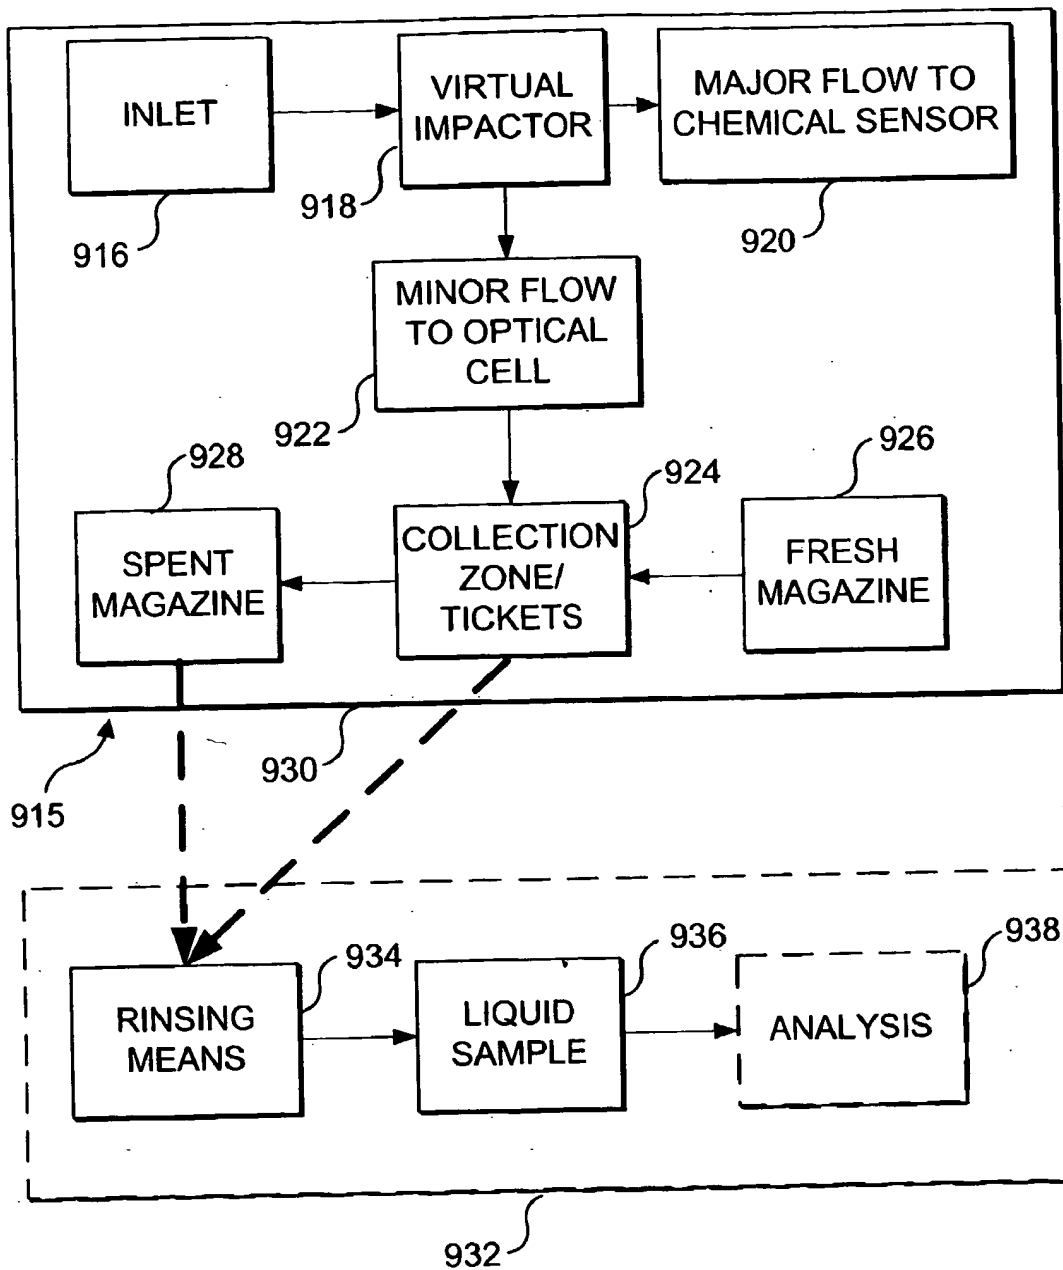 INLET
VIRTUAL
IMPACTOR
MAJOR FLOW TO
CHEMICAL SENSOR
916
918
920
MINOR FLOW
TO OPTICAL
CELL
922
928
924
926
SPENT
MAGAZINE
COLLECTION
ZONE/
TICKETS
FRESH
MAGAZINE
915
930
934
936
938
RINSING
MEANS
LIQUID
SAMPLE
ANALYSIS
932